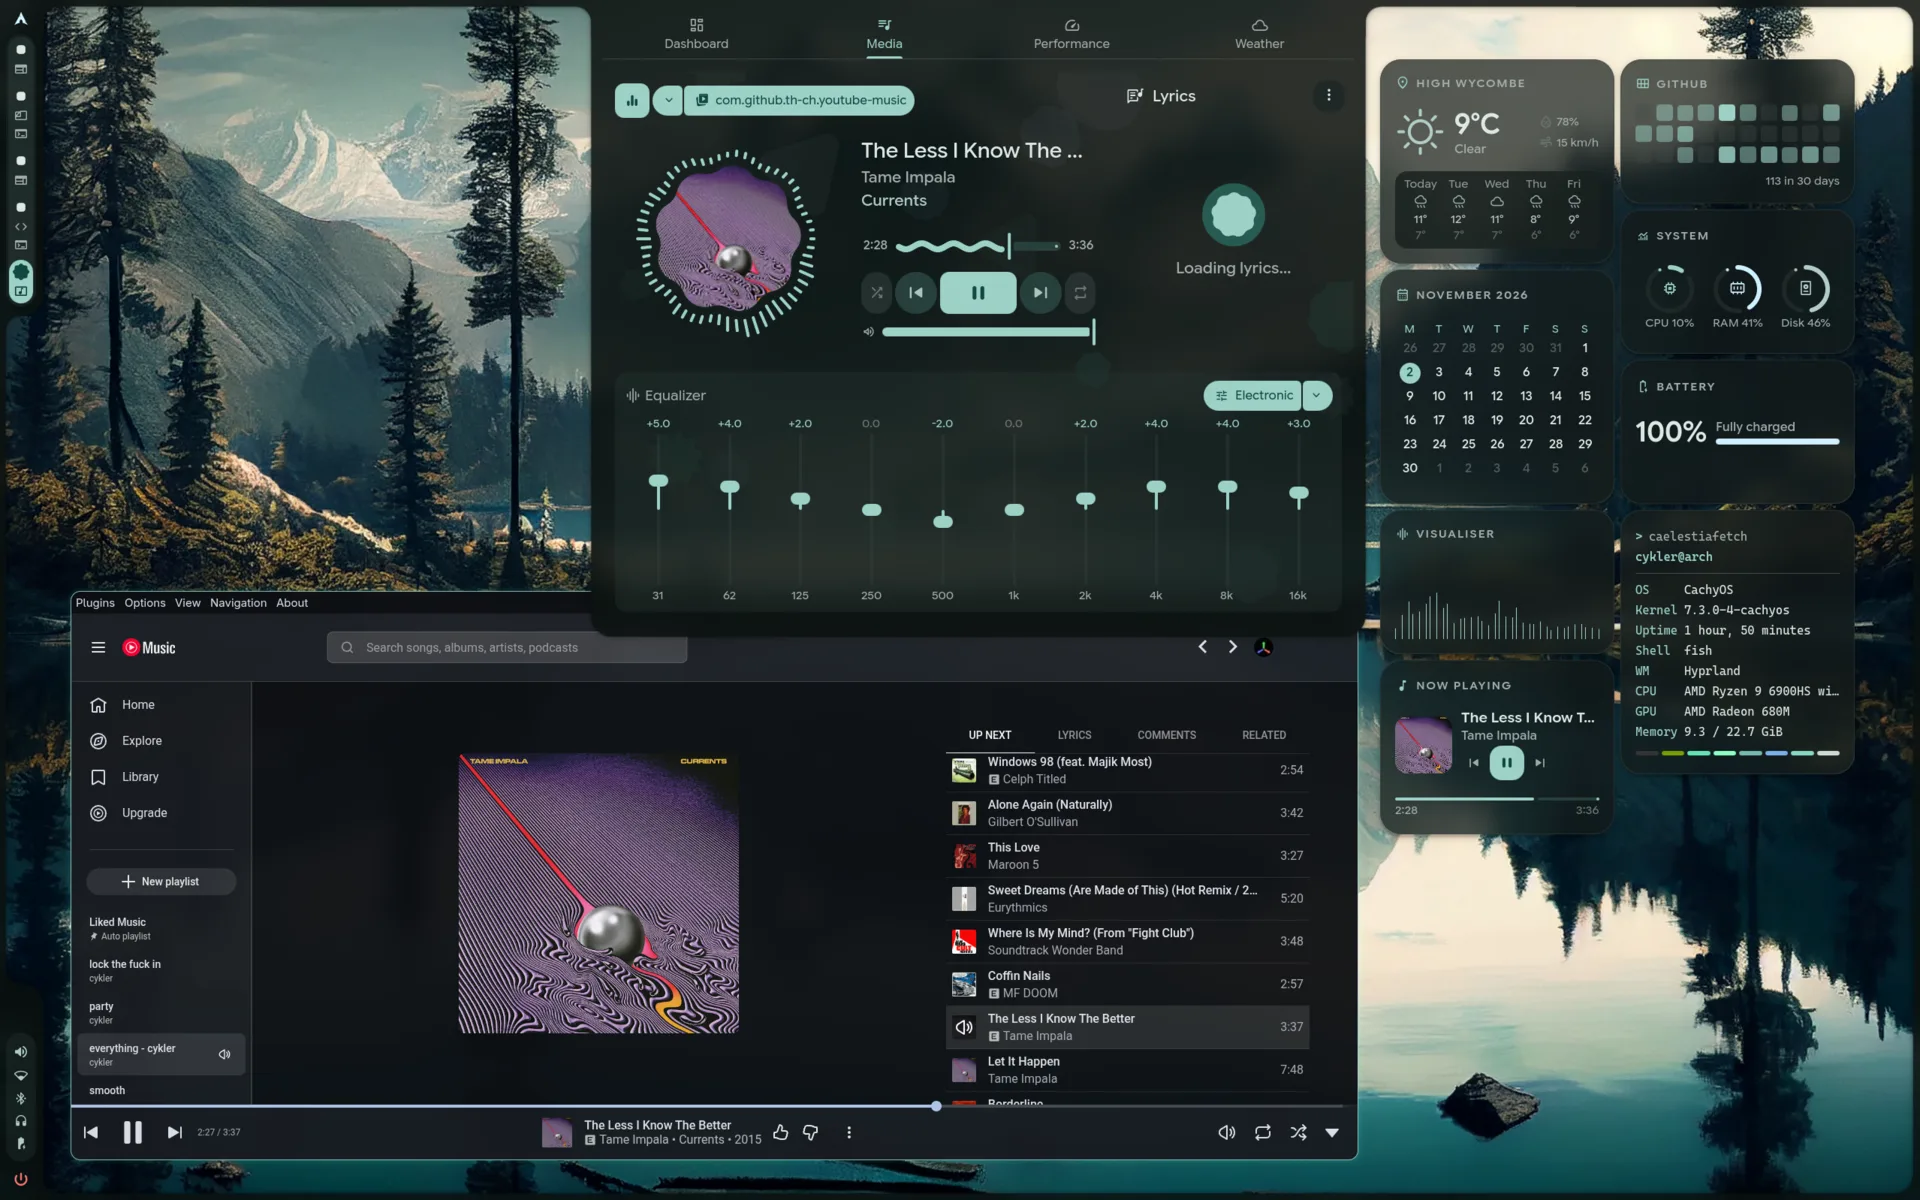 Dashboard
Media
Performance
Weather
com.github.th-ch.youtube-music
Lyrics
The Less I Know The ...
Tame Impala
Currents
2:28
3:36
Loading lyrics...
Equalizer
Electronic
+5.0 +4.0 +2.0 0.0 -2.0 0.0 +2.0 +4.0 +4.0 +3.0
31 62 125 250 500 1k 2k 4k 8k 16k
HIGH WYCOMBE
9°C
Clear
78%
15 km/h
Today Tue Wed Thu Fri
11° 12° 11° 8° 9°
7° 7° 7° 6° 6°
GITHUB
113 in 30 days
SYSTEM
CPU 10% RAM 41% Disk 46%
NOVEMBER 2026
M T W T F S S
26 27 28 29 30 31 1
2 3 4 5 6 7 8
9 10 11 12 13 14 15
16 17 18 19 20 21 22
23 24 25 26 27 28 29
30 1 2 3 4 5 6
BATTERY
100%
Fully charged
VISUALISER
> caelestiafetch
cykler@arch
OS CachyOS
Kernel 7.3.0-4-cachyos
Uptime 1 hour, 50 minutes
Shell fish
WM Hyprland
CPU AMD Ryzen 9 6900HS wi…
GPU AMD Radeon 680M
Memory 9.3 / 22.7 GiB
NOW PLAYING
The Less I Know T...
Tame Impala
2:28
3:36
Plugins Options View Navigation About
Music
Search songs, albums, artists, podcasts
Home
Explore
Library
Upgrade
New playlist
Liked Music
Auto playlist
lock the fuck in
cykler
party
cykler
everything - cykler
cykler
smooth
TAME IMPALA
CURRENTS
UP NEXT LYRICS COMMENTS RELATED
Windows 98 (feat. Majik Most)
E Celph Titled
2:54
Alone Again (Naturally)
Gilbert O'Sullivan
3:42
This Love
Maroon 5
3:27
Sweet Dreams (Are Made of This) (Hot Remix / 2...
Eurythmics
5:20
Where Is My Mind? (From "Fight Club")
Soundtrack Wonder Band
3:48
Coffin Nails
E MF DOOM
2:57
The Less I Know The Better
E Tame Impala
3:37
Let It Happen
Tame Impala
7:48
Borderline
2:27 / 3:37
The Less I Know The Better
E Tame Impala • Currents • 2015